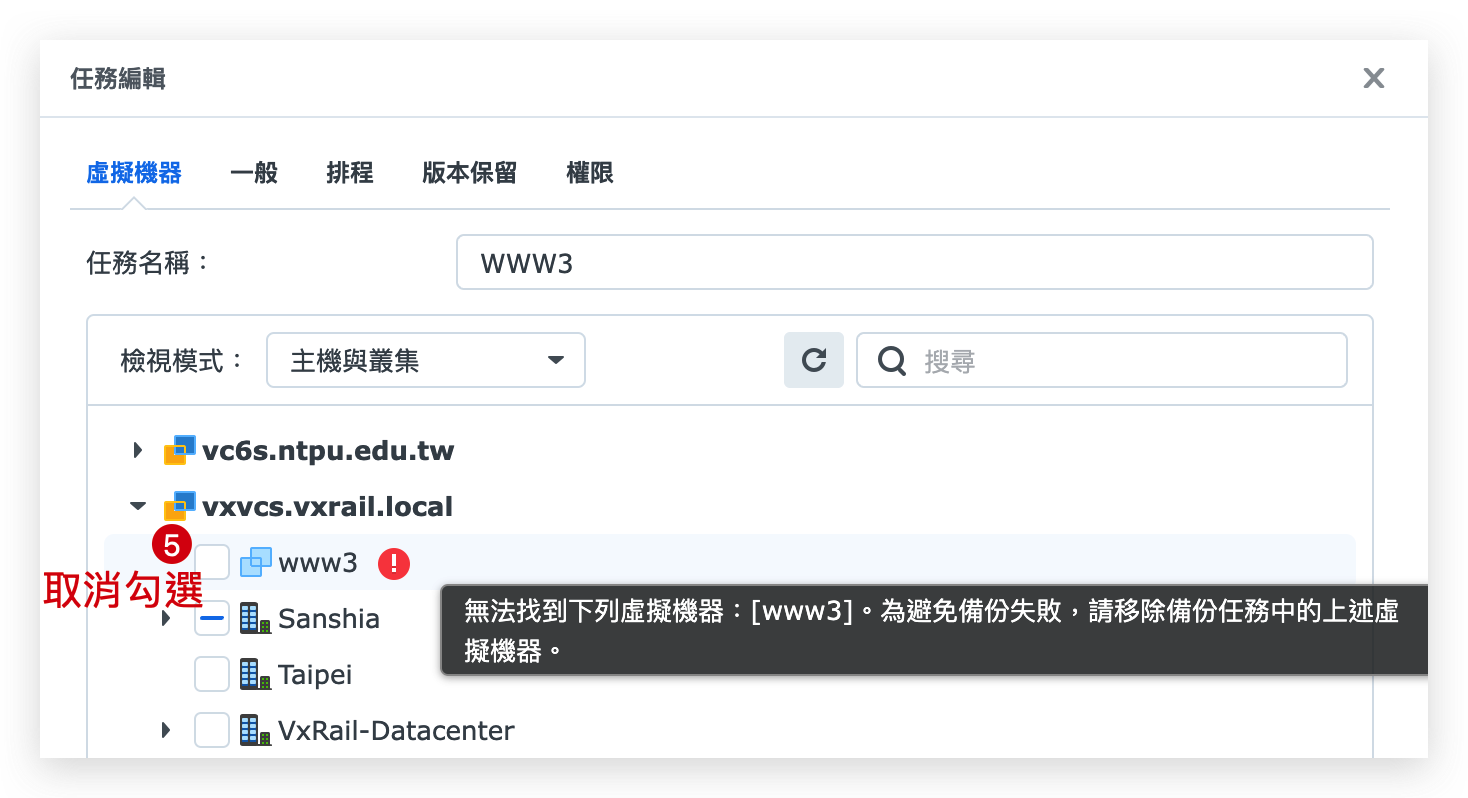 任務編輯
虛擬機器 一般 排程 版本保留 權限
任務名稱： WWW3
檢視模式： 主機與叢集 搜尋
vc6s.ntpu.edu.tw
vxvcs.vxrail.local
5 www3 !
取消勾選
Sanshia
無法找到下列虛擬機器：[www3]。為避免備份失敗，請移除備份任務中的上述虛
擬機器。
Taipei
VxRail-Datacenter